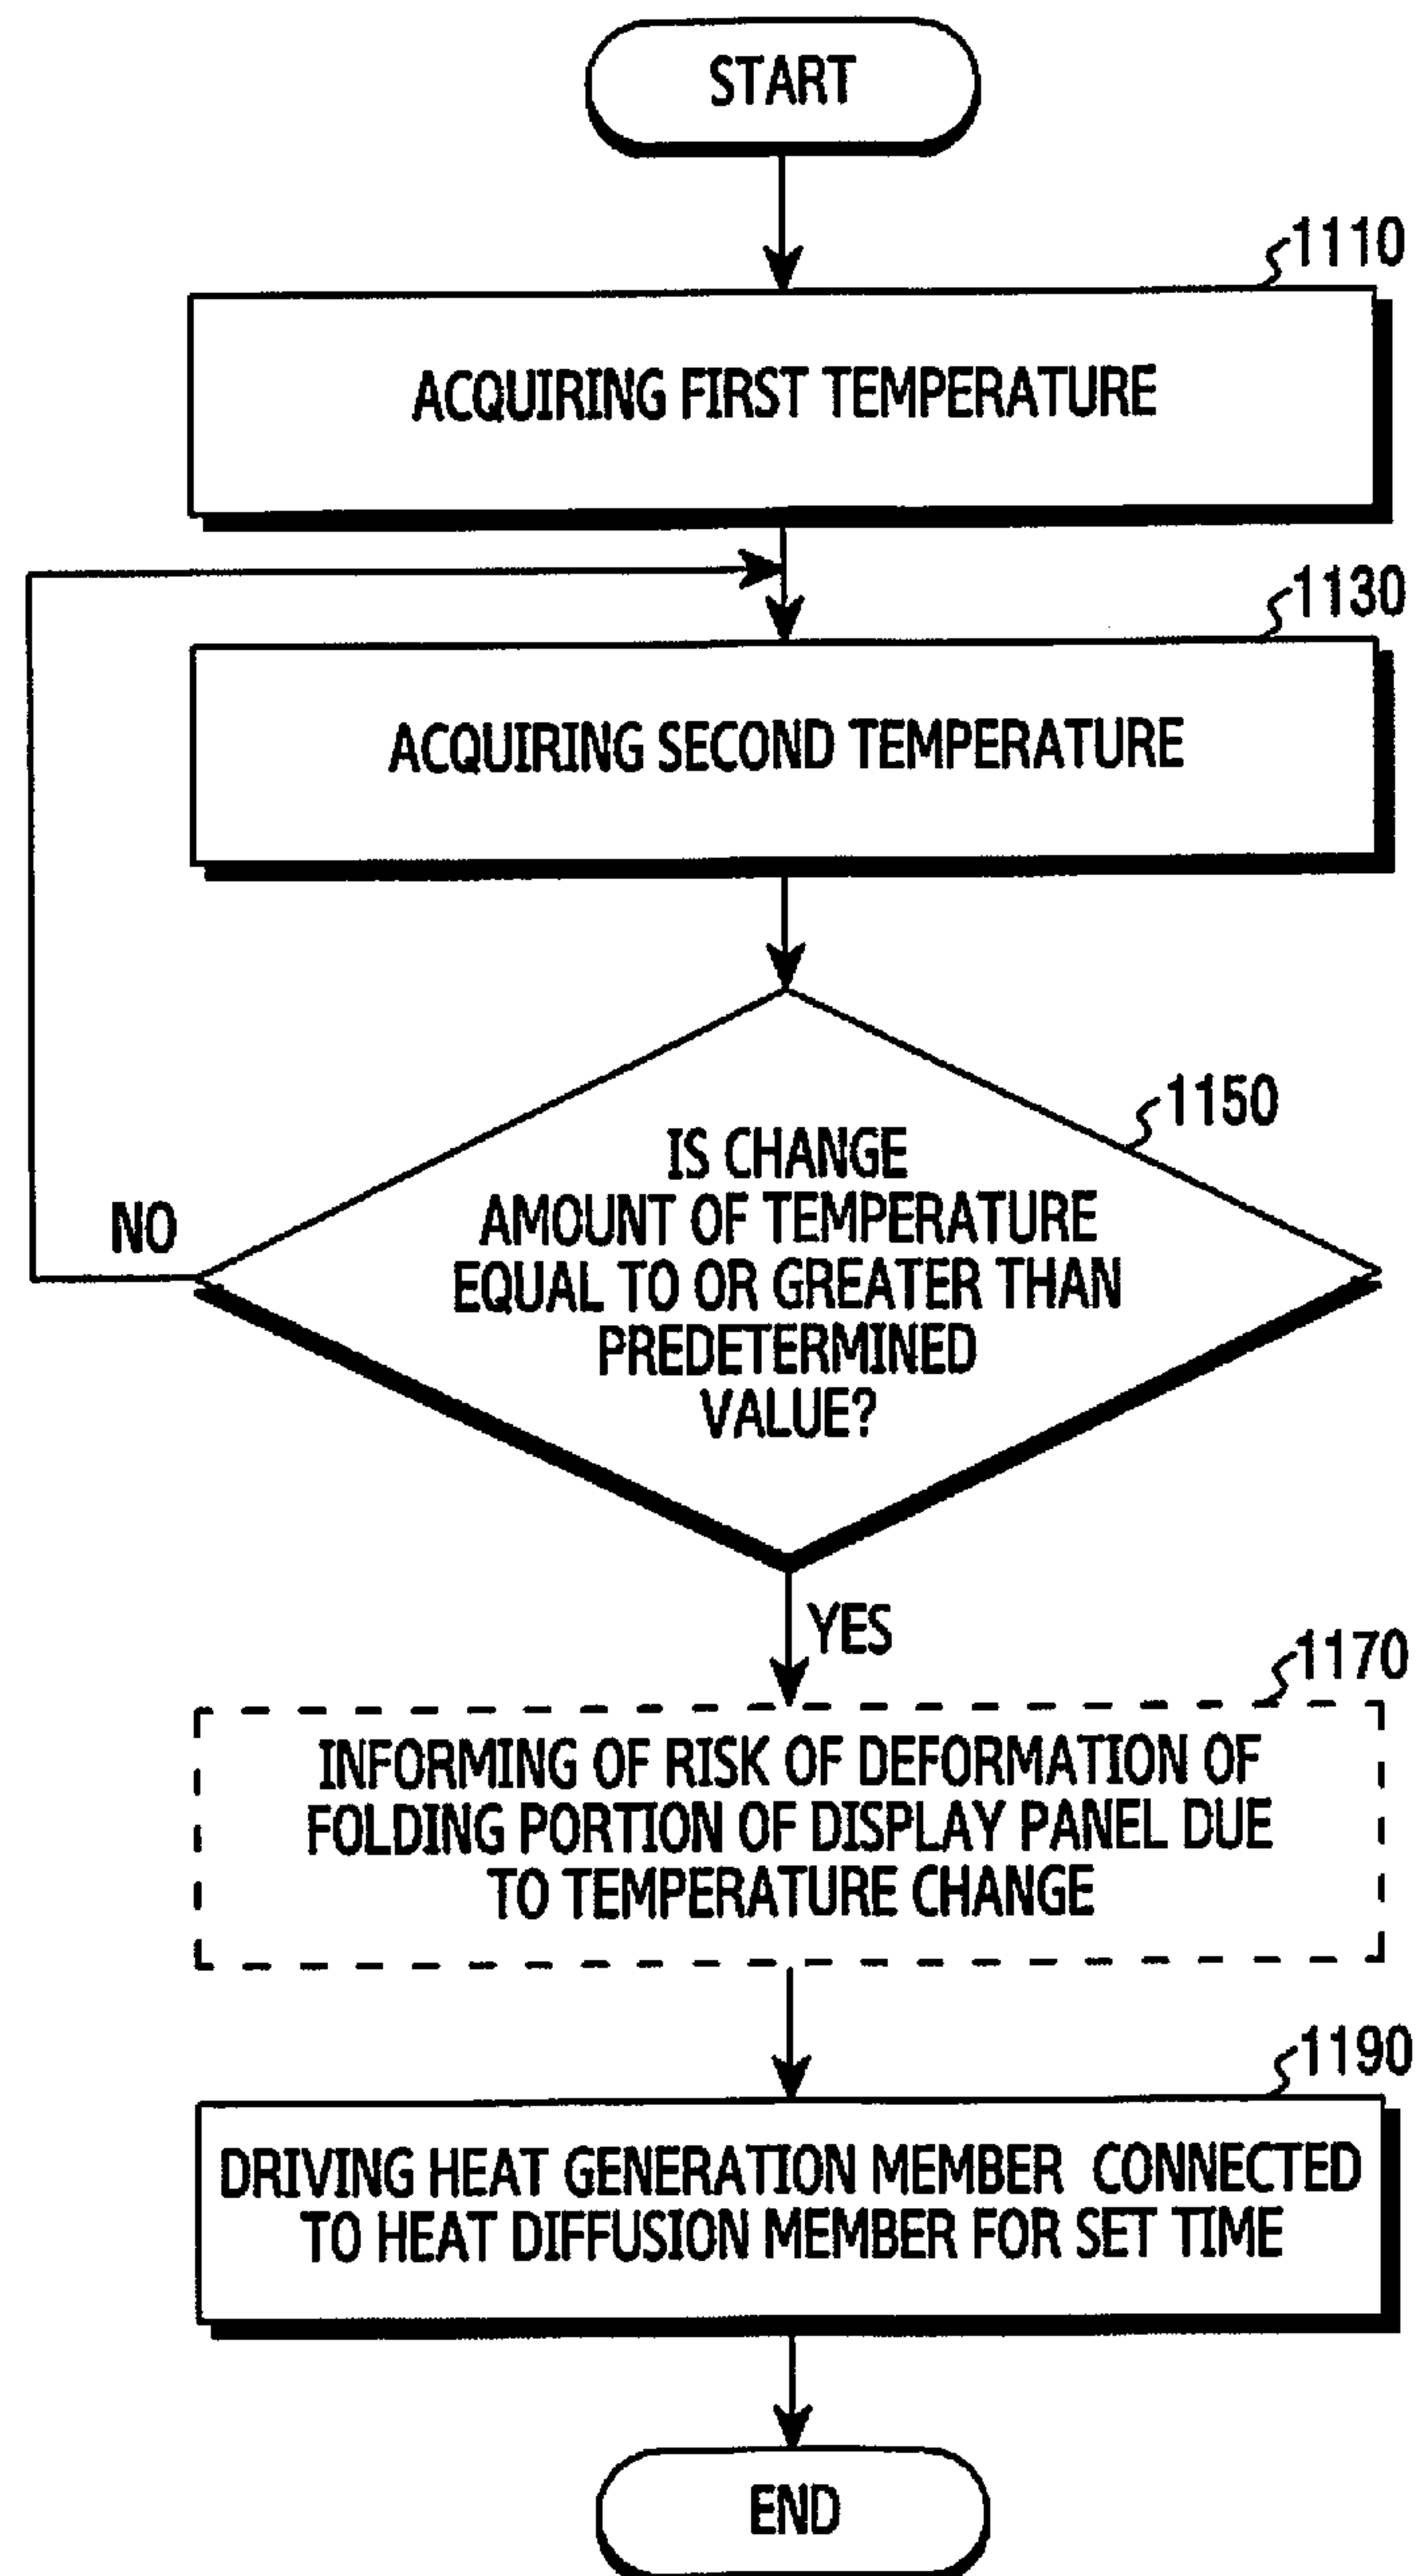 START
1110
ACQUIRING FIRST TEMPERATURE
1130
ACQUIRING SECOND TEMPERATURE
1150
IS CHANGE
AMOUNT OF TEMPERATURE
EQUAL TO OR GREATER THAN
PREDETERMINED
VALUE?
NO
YES
1170
INFORMING OF RISK OF DEFORMATION OF
FOLDING PORTION OF DISPLAY PANEL DUE
TO TEMPERATURE CHANGE
1190
DRIVING HEAT GENERATION MEMBER CONNECTED
TO HEAT DIFFUSION MEMBER FOR SET TIME
END